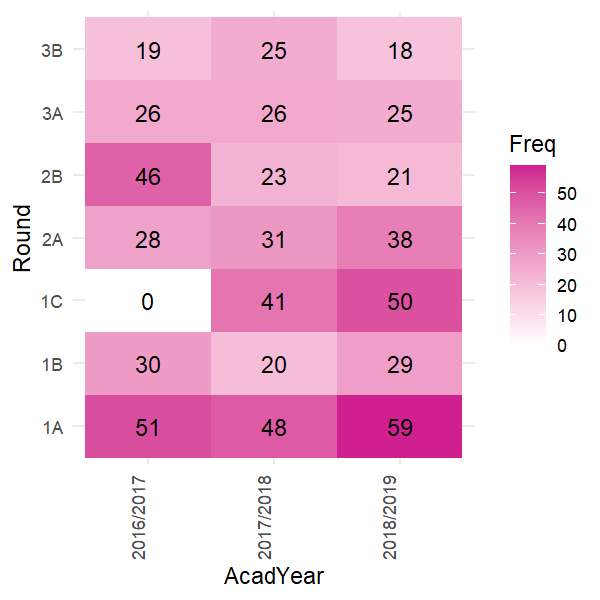 3B 19 25 18
3A 26 26 25
2B 46 23 21
2A 28 31 38
1C 0 41 50
1B 30 20 29
1A 51 48 59
Round
2016/2017 2017/2018 2018/2019
AcadYear
Freq
50
40
30
20
10
0